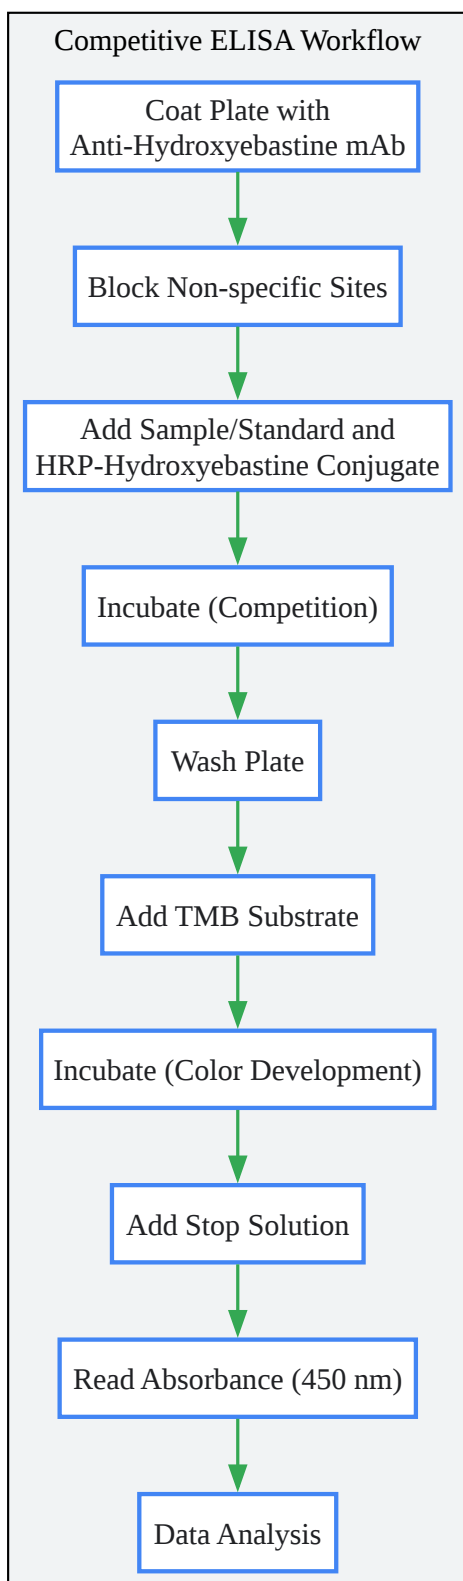 Competitive ELISA Workflow
Coat Plate with
Anti-Hydroxyebastine mAb
Block Non-specific Sites
Add Sample/Standard and
HRP-Hydroxyebastine Conjugate
Incubate (Competition)
Wash Plate
Add TMB Substrate
Incubate (Color Development)
Add Stop Solution
Read Absorbance (450 nm)
Data Analysis